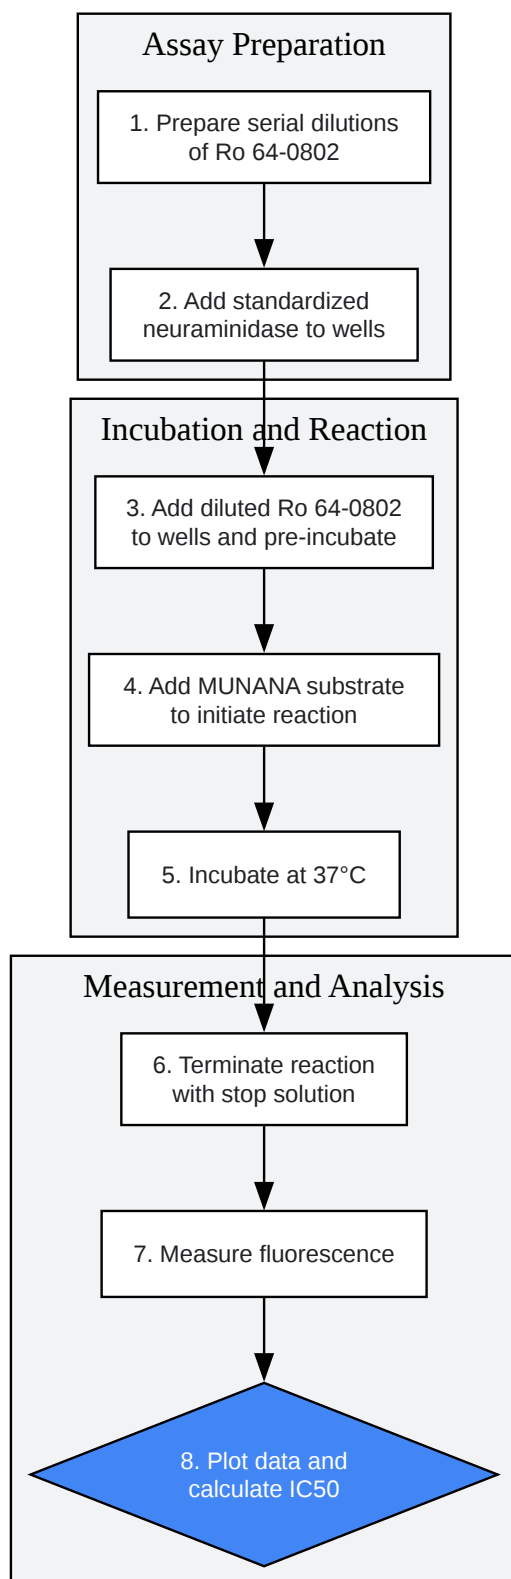 Assay Preparation
1. Prepare serial dilutions
of Ro 64-0802
2. Add standardized
neuraminidase to wells
Incubation and Reaction
3. Add diluted Ro 64-0802
to wells and pre-incubate
4. Add MUNANA substrate
to initiate reaction
5. Incubate at 37°C
Measurement and Analysis
6. Terminate reaction
with stop solution
7. Measure fluorescence
8. Plot data and
calculate IC50